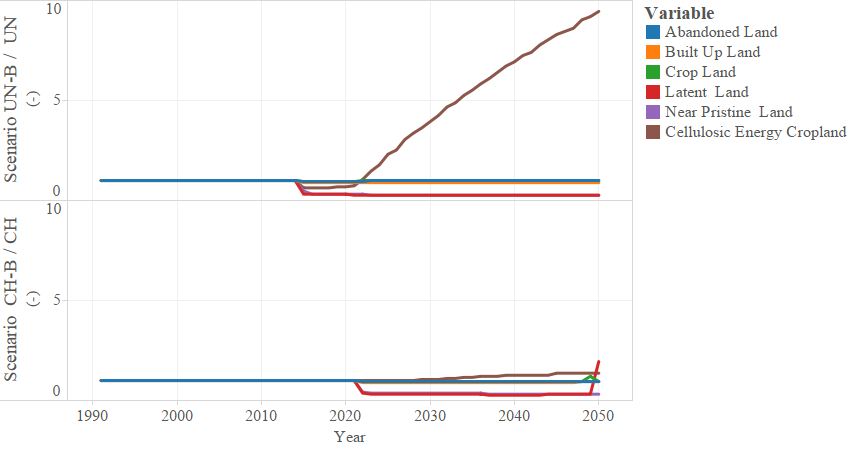 Scenario UN-B / UN
(-)
10
5
0
Scenario CH-B / CH
(-)
10
5
0
1990 2000 2010 2020 2030 2040 2050
Year
Variable
Abandoned Land
Built Up Land
Crop Land
Latent Land
Near Pristine Land
Cellulosic Energy Cropland